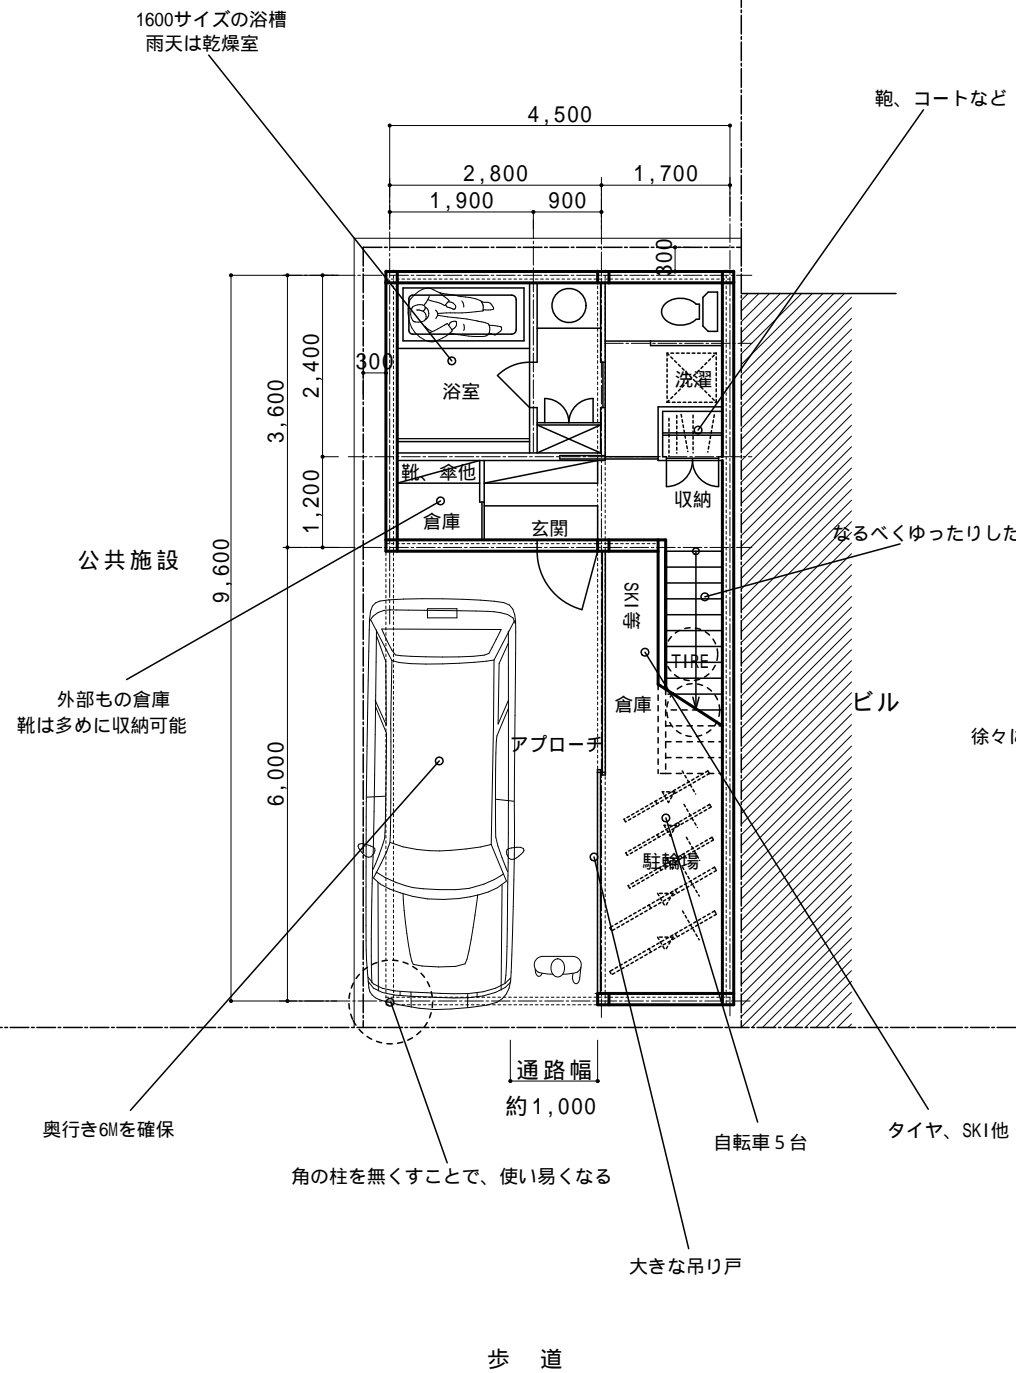 1600サイズの浴槽
雨天は乾燥室
鞄、コートなど
4,500
2,800
1,700
1,900
900
300
300
2,400
3,600
1,200
9,600
6,000
浴室
洗濯
靴、傘他
倉庫
玄関
収納
なるべくゆったりした
公共施設
SKI等
TIRE
外部もの倉庫
靴は多めに収納可能
倉庫
ビル
アプローチ
徐々に
駐輪場
通路幅
約1,000
奥行き6Mを確保
自転車5台
タイヤ、SKI他
角の柱を無くすことで、使い易くなる
大きな吊り戸
歩 道